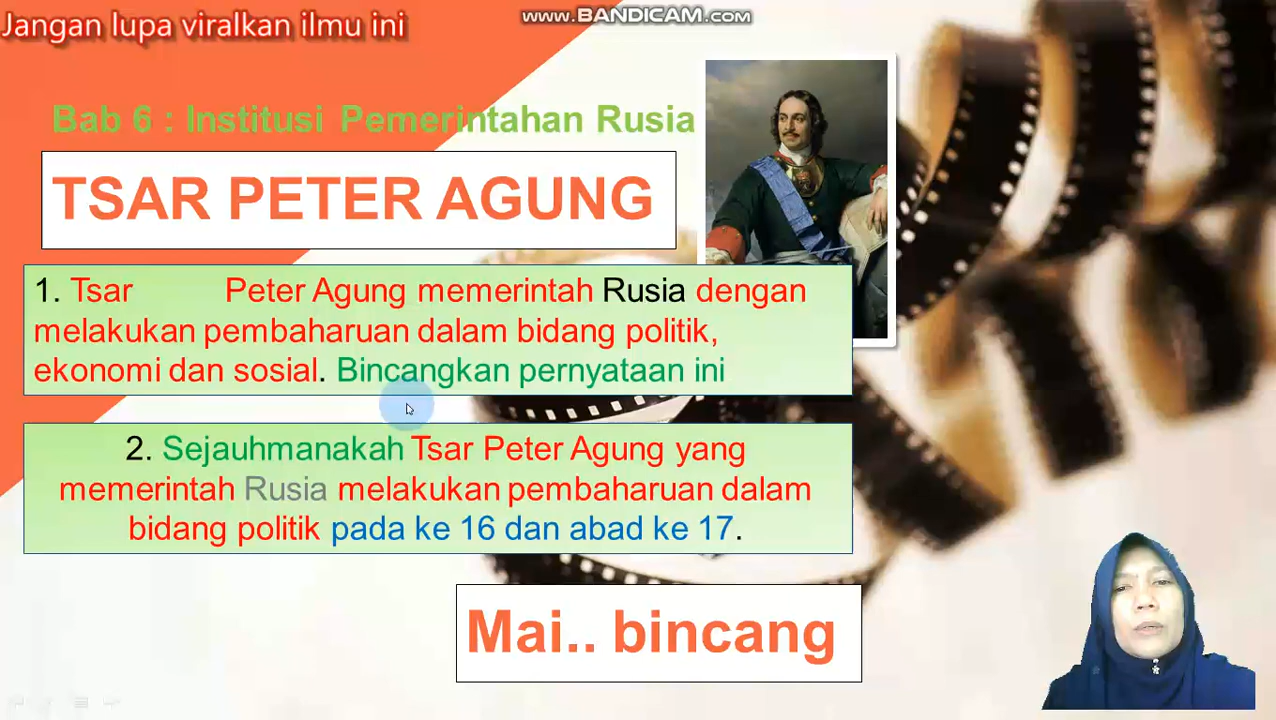 Jangan lupa viralkan ilmu ini
www.BANDICAM.com
Bab 6 : Institusi Pemerintahan Rusia
TSAR PETER AGUNG
1. Tsar Peter Agung memerintah Rusia dengan
melakukan pembaharuan dalam bidang politik,
ekonomi dan sosial. Bincangkan pernyataan ini
2. Sejauhmanakah Tsar Peter Agung yang
memerintah Rusia melakukan pembaharuan dalam
bidang politik pada ke 16 dan abad ke 17.
Mai.. bincang